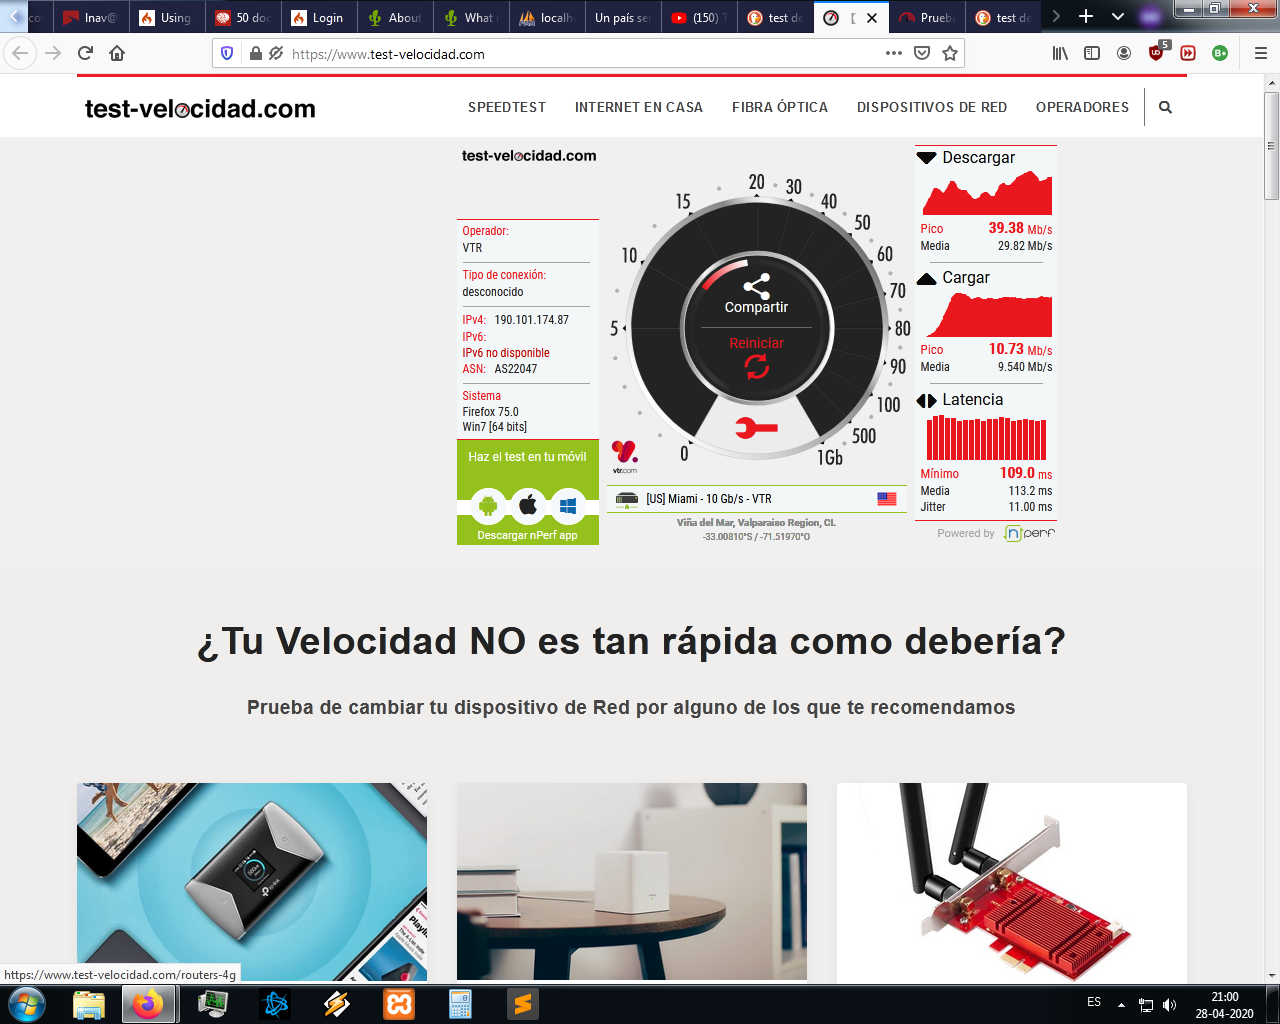 Inav@
Using
50 doc
Login
About
What i
localh
Un país ser
(150) T
test de
Prueb
test de
https://www.test-velocidad.com
5
B+
test-velocidad.com
SPEEDTEST
INTERNET EN CASA
FIBRA ÓPTICA
DISPOSITIVOS DE RED
OPERADORES
test-velocidad.com
Operador:
VTR
Tipo de conexión:
desconocido
IPv4: 190.101.174.87
IPv6:
IPv6 no disponible
ASN: AS22047
Sistema
Firefox 75.0
Win7 [64 bits]
Haz el test en tu móvil
Descargar nPerf app
0
5
10
15
20
30
40
50
60
70
80
90
100
500
1Gb
Compartir
Reiniciar
vtr.com
[US] Miami - 10 Gb/s - VTR
Viña del Mar, Valparaiso Region, CL
-33.00810°S / -71.51970°O
Descargar
Pico 39.38 Mb/s
Media 29.82 Mb/s
Cargar
Pico 10.73 Mb/s
Media 9.540 Mb/s
Latencia
Mínimo 109.0 ms
Media 113.2 ms
Jitter 11.00 ms
Powered by nperf
¿Tu Velocidad NO es tan rápida como debería?
Prueba de cambiar tu dispositivo de Red por alguno de los que te recomendamos
tp-link
Playli
https://www.test-velocidad.com/routers-4g
ES
21:00
28-04-2020